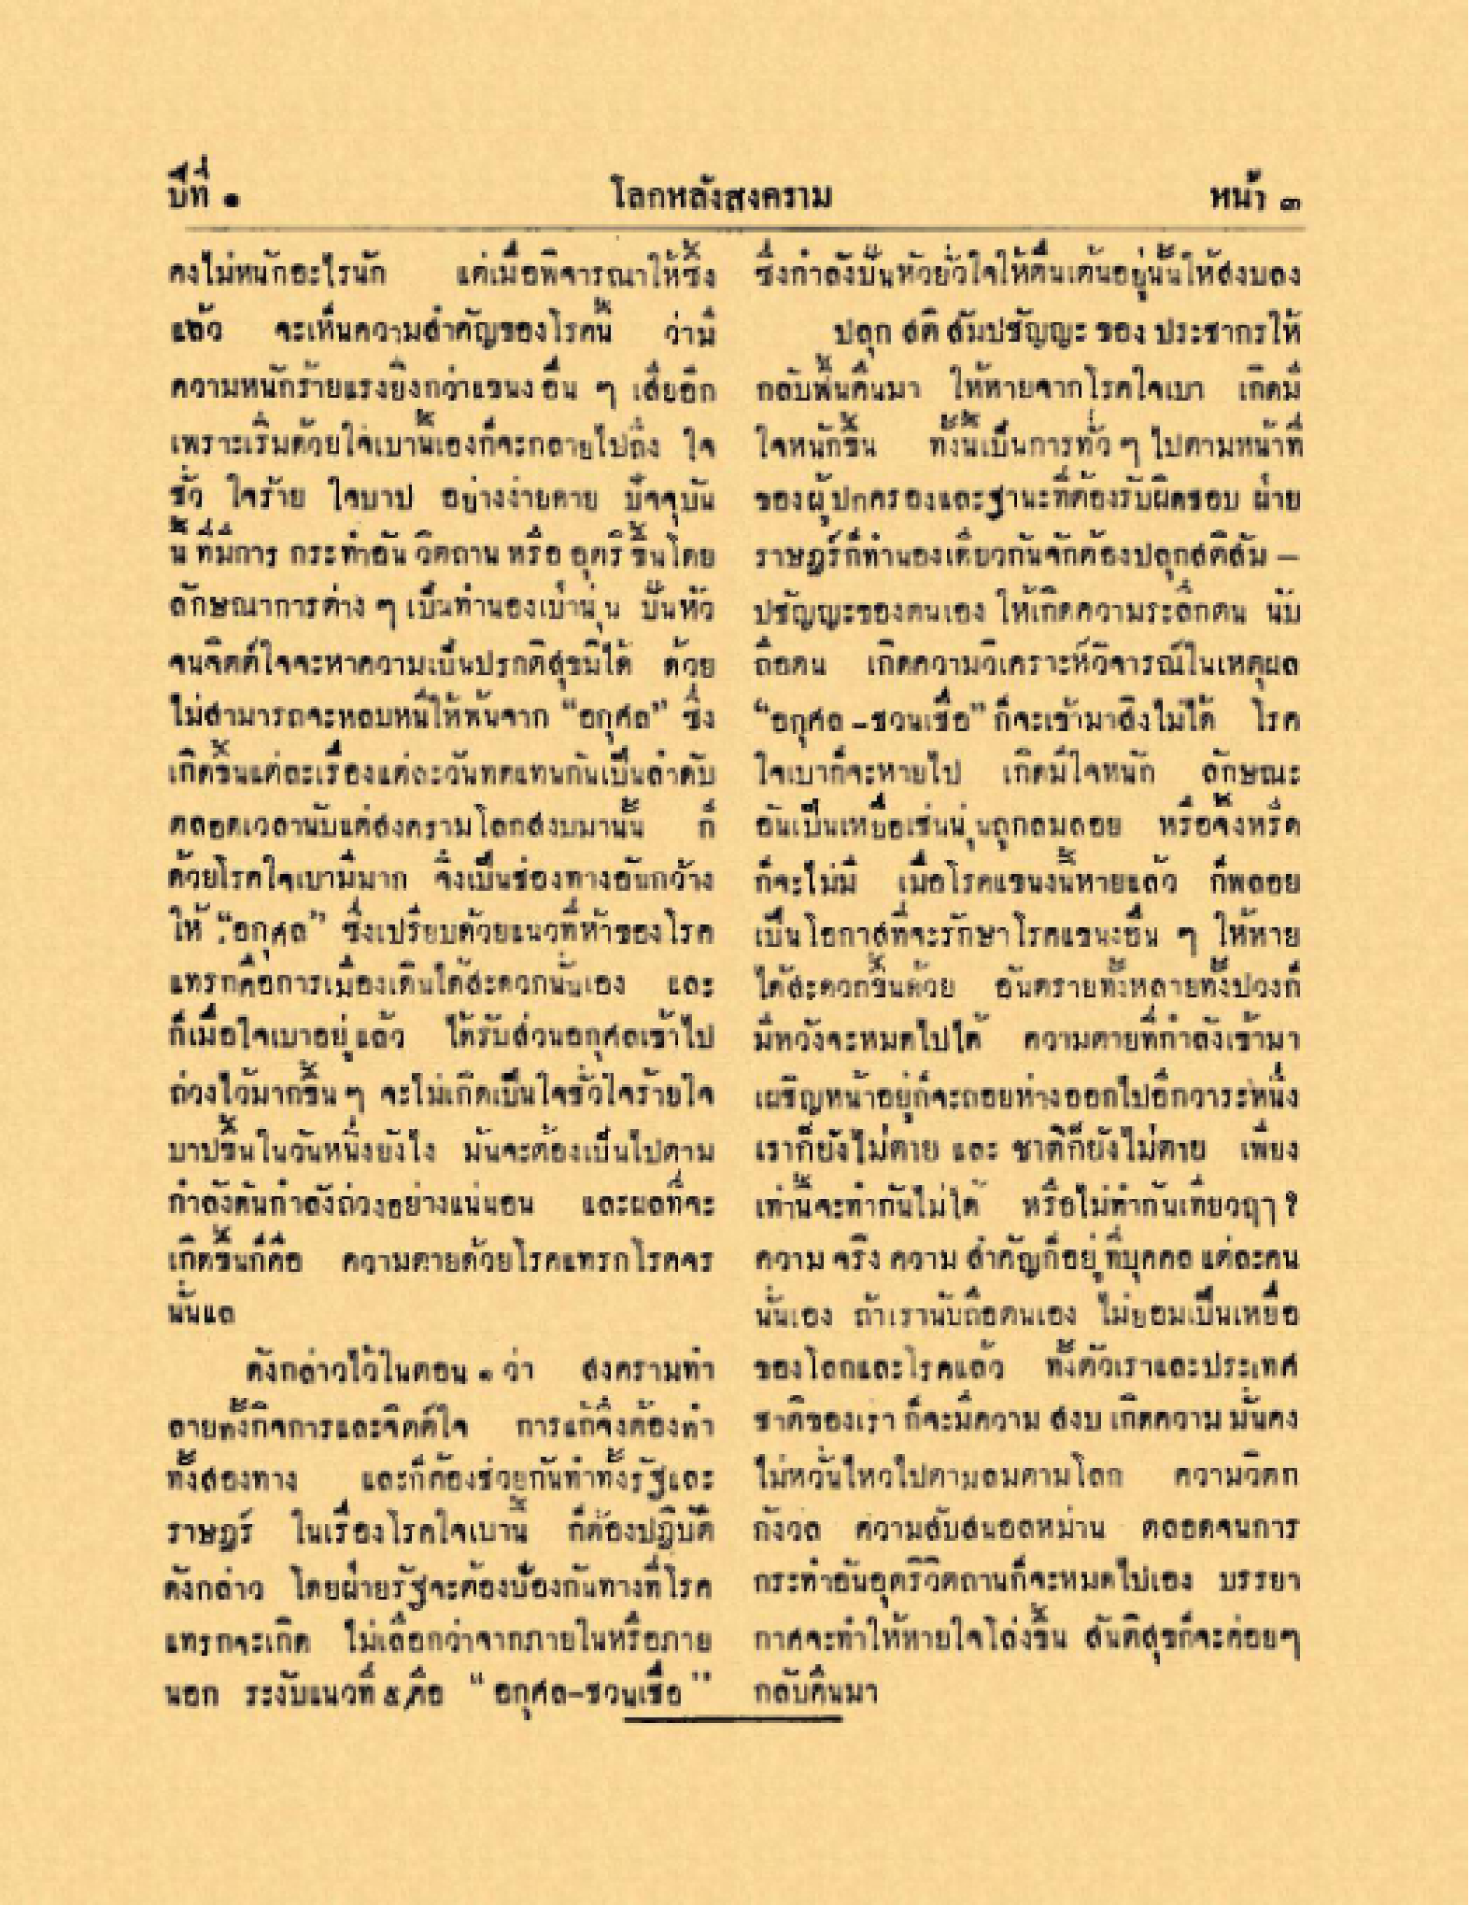 ปีที่ ๑
โลกหลังสงคราม
หน้า ๓
คงไม่หนักอะไรนัก แต่เมื่อพิจารณาให้ซึ้ง
แล้ว จะเห็นความสำคัญของโรคนี้ ว่ามี
ความหนักร้ายแรงยิ่งกว่าแขนงอื่น ๆ เสียอีก
เพราะเริ่มด้วยใจเบานี้เองก็จะกลายไปถึง ใจ
ชั่ว ใจร้าย ใจบาป อย่างง่ายดาย ปัจจุบัน
นี้ ที่มีการ กระทำอัน วิตถาน หรือ อุตริ ขึ้นโดย
ลักษณาการต่าง ๆ เป็นทำนองเป่านุ่น ปั่นหัว
จนจิตต์ใจจะหาความเป็นปรกติสุขมิได้ ด้วย
ไม่สามารถจะหลบหนีให้พ้นจาก “อกุศล” ซึ่ง
เกิดขึ้นแต่ละเรื่องแต่ละวันทดแทนกันเป็นลำดับ
ตลอดเวลานับแต่สงครามโลกสงบมานั้น ก็
ด้วยโรคใจเบามีมาก จึงเป็นช่องทางอันกว้าง
ให้ “อกุศล” ซึ่งเปรียบด้วยแนวที่ห้าของโรค
แทรกคือการเมืองเดินได้สะดวกนั่นเอง และ
ก็เมื่อใจเบาอยู่แล้ว ได้รับส่วนอกุศลเข้าไป
ถ่วงไว้มากขึ้นๆ จะไม่เกิดเป็นใจชั่วใจร้ายใจ
บาปขึ้นในวันหนึ่งยังไง มันจะต้องเป็นไปตาม
กำลังดันกำลังถ่วงอย่างแน่นอน และผลที่จะ
เกิดขึ้นก็คือ ความตายด้วยโรคแทรกโรคจร
นั่นแล
ดังกล่าวไว้ในตอน ๑ ว่า สงครามทำ
ลายทั้งกิจการและจิตต์ใจ การแก้จึงต้องทำ
ทั้งสองทาง และก็ต้องช่วยกันทำทั้งรัฐและ
ราษฎร์ ในเรื่องโรคใจเบานี้ ก็ต้องปฏิบัติ
ดังกล่าว โดยฝ่ายรัฐจะต้องป้องกันทางที่โรค
แทรกจะเกิด ไม่เลือกว่าจากภายในหรือภาย
นอก ระงับแนวที่ ๕ คือ “ อกุศล–ชวนเชื่อ ”
ซึ่งกำลังปั่นหัวยั่วใจให้ตื่นเต้นอยู่นั้นให้สงบลง
ปลุก สติ สัมปชัญญะ ของ ประชากรให้
กลับฟื้นคืนมา ให้หายจากโรคใจเบา เกิดมี
ใจหนักขึ้น ทั้งนี้เป็นการทั่ว ๆ ไปตามหน้าที่
ของผู้ปกครองและฐานะที่ต้องรับผิดชอบ ฝ่าย
ราษฎร์ก็ทำนองเดียวกันจักต้องปลุกสติสัม –
ปชัญญะของตนเอง ให้เกิดความระลึกตน นับ
ถือตน เกิดความวิเคราะห์วิจารณ์ในเหตุผล
“อกุศล – ชวนเชื่อ” ก็จะเข้ามาสิงไม่ได้ โรค
ใจเบาก็จะหายไป เกิดมีใจหนัก ลักษณะ
อันเป็นเหยื่อเช่นนุ่นถูกลมลอย หรือจิ้งหรีด
ก็จะไม่มี เมื่อโรคแขนงนี้หายแล้ว ก็พลอย
เป็นโอกาสที่จะรักษาโรคแขนงอื่น ๆ ให้หาย
ได้สะดวกขึ้นด้วย อันตรายทั้งหลายทั้งปวงก็
มีหวังจะหมดไปได้ ความตายที่กำลังเข้ามา
เผชิญหน้าอยู่ก็จะถอยห่างออกไปอีกวาระหนึ่ง
เราก็ยังไม่ตาย และ ชาติก็ยังไม่ตาย เพียง
เท่านี้จะทำกันไม่ได้ หรือไม่ทำกันเทียวฤๅ ?
ความ จริง ความ สำคัญก็อยู่ ที่บุคคล แต่ละคน
นั่นเอง ถ้าเรานับถือตนเอง ไม่ยอมเป็นเหยื่อ
ของโลกและโรคแล้ว ทั้งตัวเราและประเทศ
ชาติของเรา ก็จะมีความ สงบ เกิดความ มั่นคง
ไม่หวั่นไหวไปตามลมตามโลก ความวิตก
กังวล ความสับสนอลหม่าน ตลอดจนการ
กระทำอันอุตริวิตถานก็จะหมดไปเอง บรรยา
กาศจะทำให้หายใจโล่งขึ้น สันติสุขก็จะค่อยๆ
กลับคืนมา